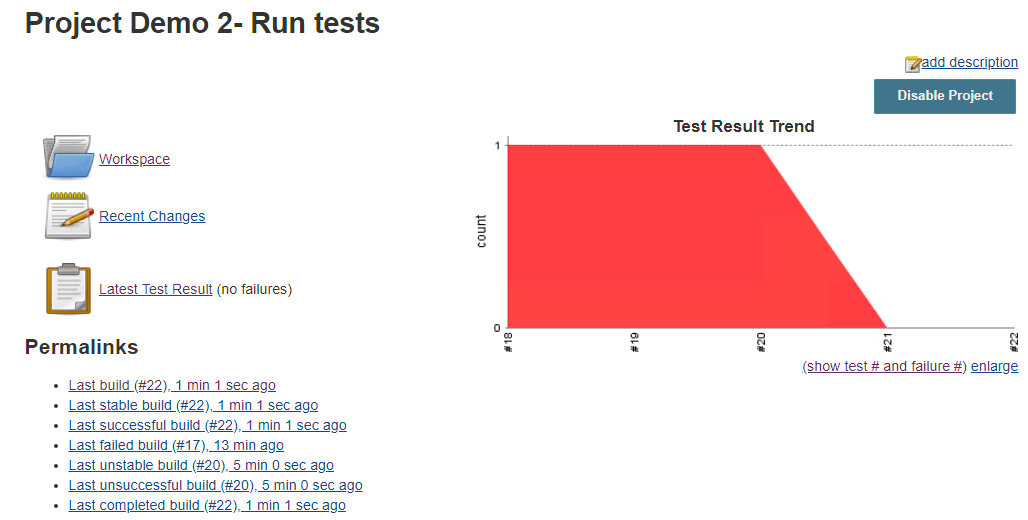 Project Demo 2- Run tests
add description
Disable Project
Workspace
Recent Changes
Latest Test Result (no failures)
Test Result Trend
count
1
0
#18
#19
#20
#21
#22
(show test # and failure #) enlarge
Permalinks
Last build (#22), 1 min 1 sec ago
Last stable build (#22), 1 min 1 sec ago
Last successful build (#22), 1 min 1 sec ago
Last failed build (#17), 13 min ago
Last unstable build (#20), 5 min 0 sec ago
Last unsuccessful build (#20), 5 min 0 sec ago
Last completed build (#22), 1 min 1 sec ago